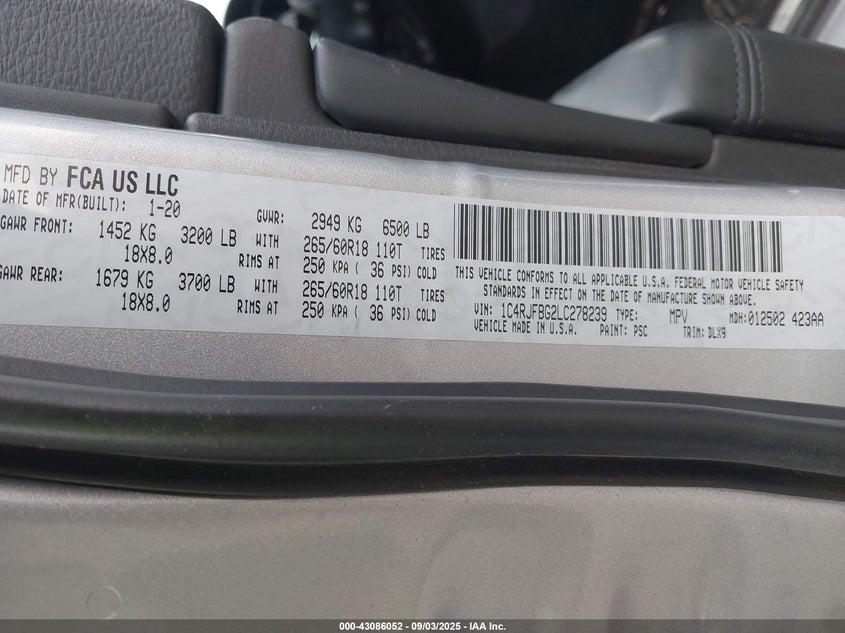 MFD BY FCA US LLC
DATE OF MFR(BUILT): 1-20 GVWR: 2949 KG 6500 LB
GAWR FRONT: 1452 KG 3200 LB WITH 265/60R18 110T TIRES
18X8.0 RIMS AT 250 KPA ( 36 PSI) COLD
GAWR REAR: 1679 KG 3700 LB WITH 265/60R18 110T TIRES
18X8.0 RIMS AT 250 KPA ( 36 PSI) COLD
THIS VEHICLE CONFORMS TO ALL APPLICABLE U.S.A. FEDERAL MOTOR VEHICLE SAFETY
STANDARDS IN EFFECT ON THE DATE OF MANUFACTURE SHOWN ABOVE.
VIN: 1C4RJFBG2LC278239 TYPE: MPV MDH:012502 423AA
VEHICLE MADE IN U.S.A. PAINT: PSC TRIM: DLX9
000-43086052 - 09/03/2025 - IAA Inc.